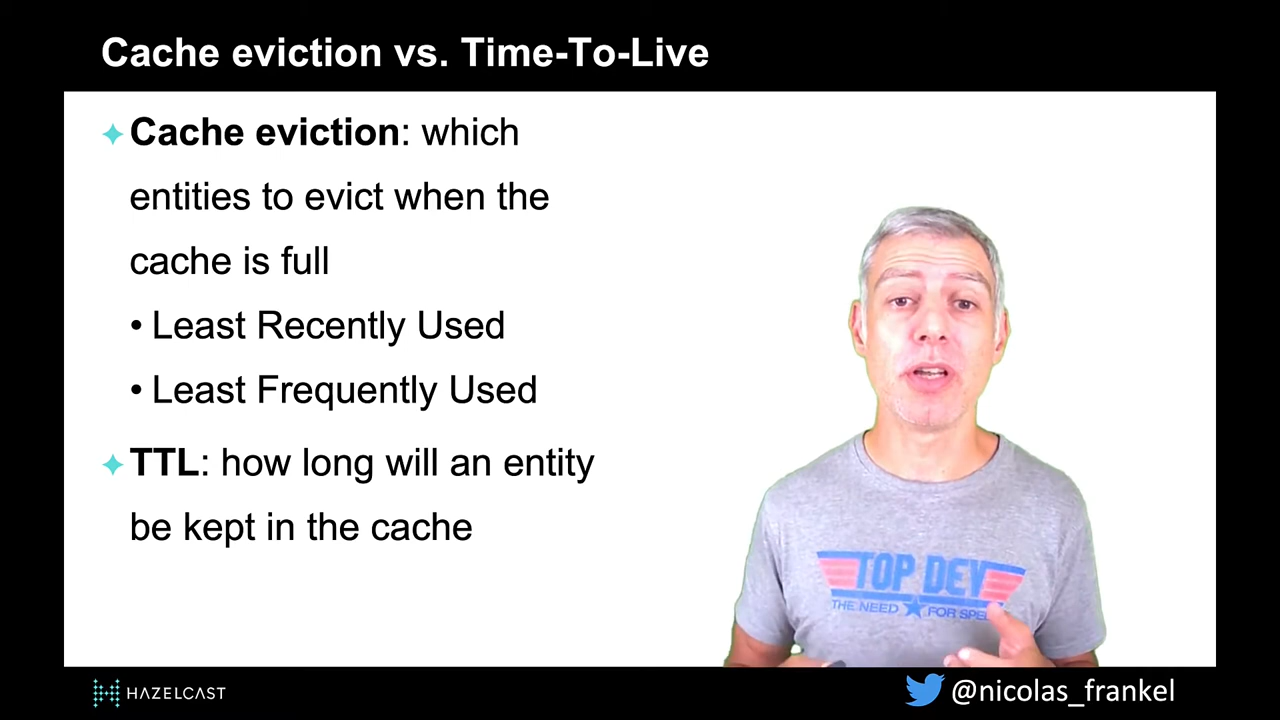 Cache eviction vs. Time-To-Live
Cache eviction: which
entities to evict when the
cache is full
• Least Recently Used
• Least Frequently Used
TTL: how long will an entity
be kept in the cache
TOP DEV
THE NEED FOR SPEE
HAZELCAST
@nicolas_frankel